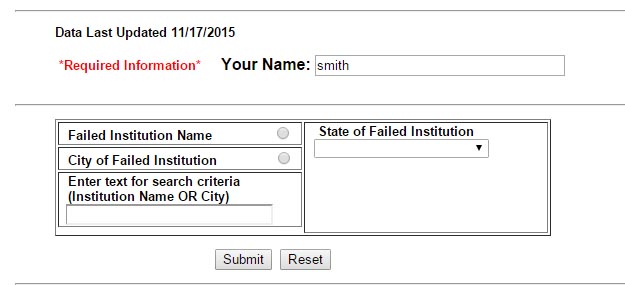 Data Last Updated 11/17/2015
*Required Information* Your Name: smith
Failed Institution Name
State of Failed Institution
City of Failed Institution
Enter text for search criteria
(Institution Name OR City)
Submit Reset